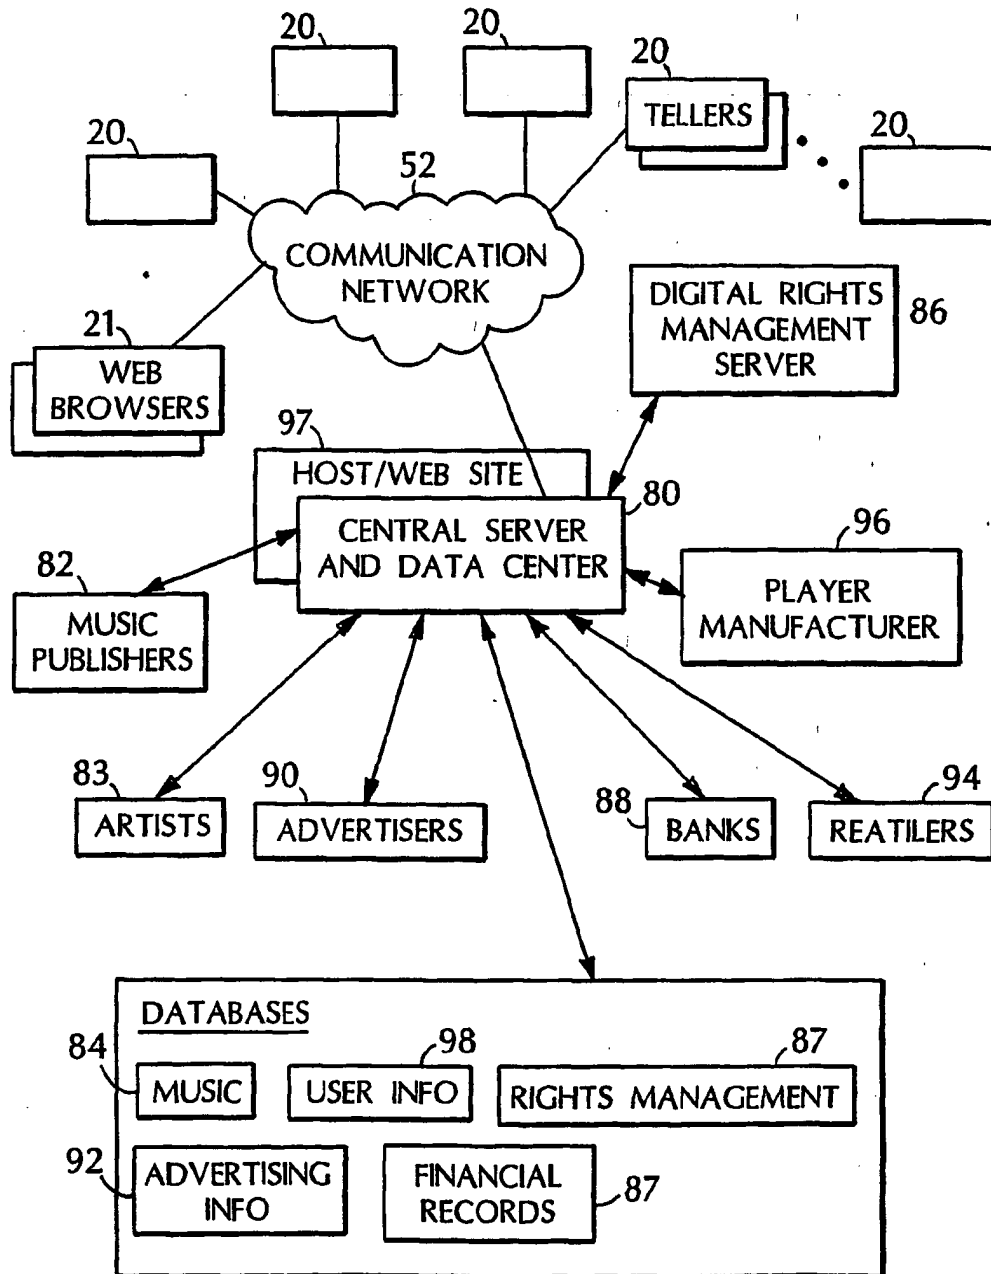 20
20
20
TELLERS
20
20
52
COMMUNICATION
NETWORK
21
WEB
BROWSERS
DIGITAL RIGHTS
MANAGEMENT
SERVER
86
97
HOST/WEB SITE
80
CENTRAL SERVER
AND DATA CENTER
96
PLAYER
MANUFACTURER
82
MUSIC
PUBLISHERS
83
ARTISTS
90
ADVERTISERS
88
BANKS
94
REATILERS
DATABASES
84
MUSIC
98
USER INFO
87
RIGHTS MANAGEMENT
92
ADVERTISING
INFO
FINANCIAL
RECORDS
87